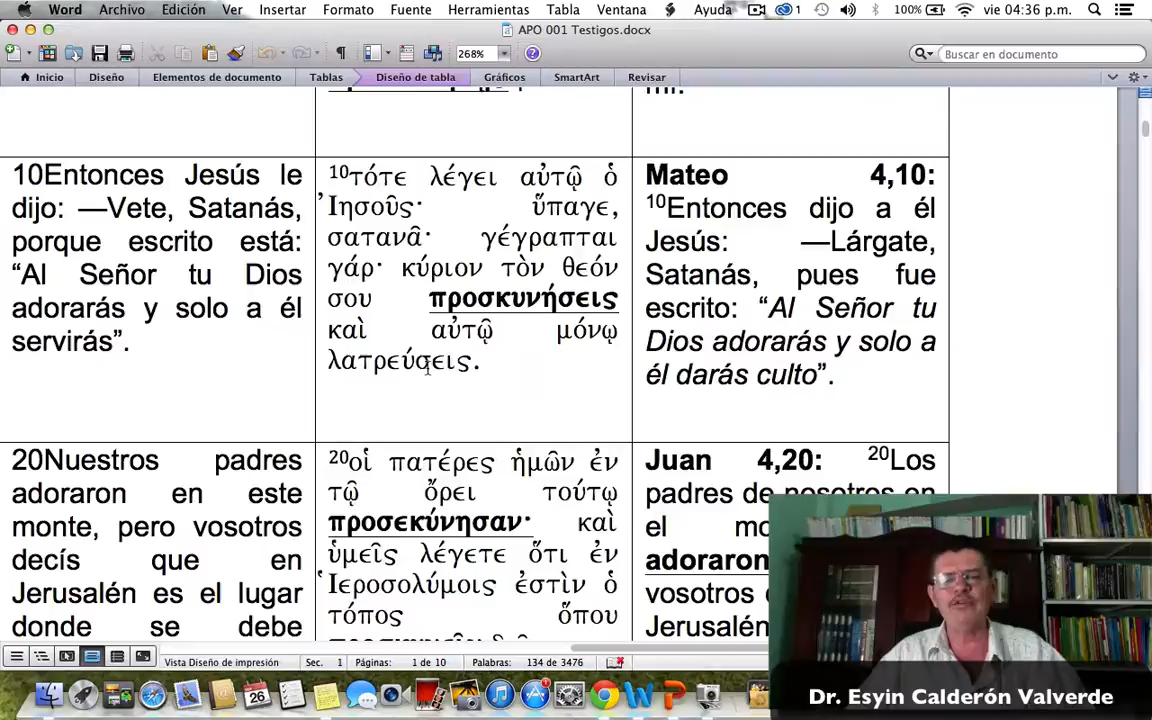 Word Archivo Edición Ver Insertar Formato Fuente Herramientas Tabla Ventana Ayuda 1 100% vie 04:36 p.m.
APO 001 Testigos.docx
268% Buscar en documento
Inicio Diseño Elementos de documento Tablas Diseño de tabla Gráficos SmartArt Revisar
mí.
10Entonces Jesús le
dijo: —Vete, Satanás,
porque escrito está:
“Al Señor tu Dios
adorarás y solo a él
servirás”.
10τότε λέγει αὐτῷ ὁ
Ἰησοῦς· ὕπαγε,
σατανᾶ· γέγραπται
γάρ· κύριον τὸν θεόν
σου προσκυνήσεις
καὶ αὐτῷ μόνῳ
λατρεύσεις.
Mateo 4,10:
10Entonces dijo a él
Jesús: —Lárgate,
Satanás, pues fue
escrito: “Al Señor tu
Dios adorarás y solo a
él darás culto”.
20Nuestros padres
adoraron en este
monte, pero vosotros
decís que en
Jerusalén es el lugar
donde se debe
20οἱ πατέρες ἡμῶν ἐν
τῷ ὄρει τούτῳ
προσεκύνησαν· καὶ
ὑμεῖς λέγετε ὅτι ἐν
Ἱεροσολύμοις ἐστὶν ὁ
τόπος ὅπου
Juan 4,20: 20Los
padres de nosotros en
el
adoraron
vosotros
Jerusalén
Vista Diseño de impresión Sec. 1 Páginas: 1 de 10 Palabras: 134 de 3476
Dr. Esyin Calderón Valverde